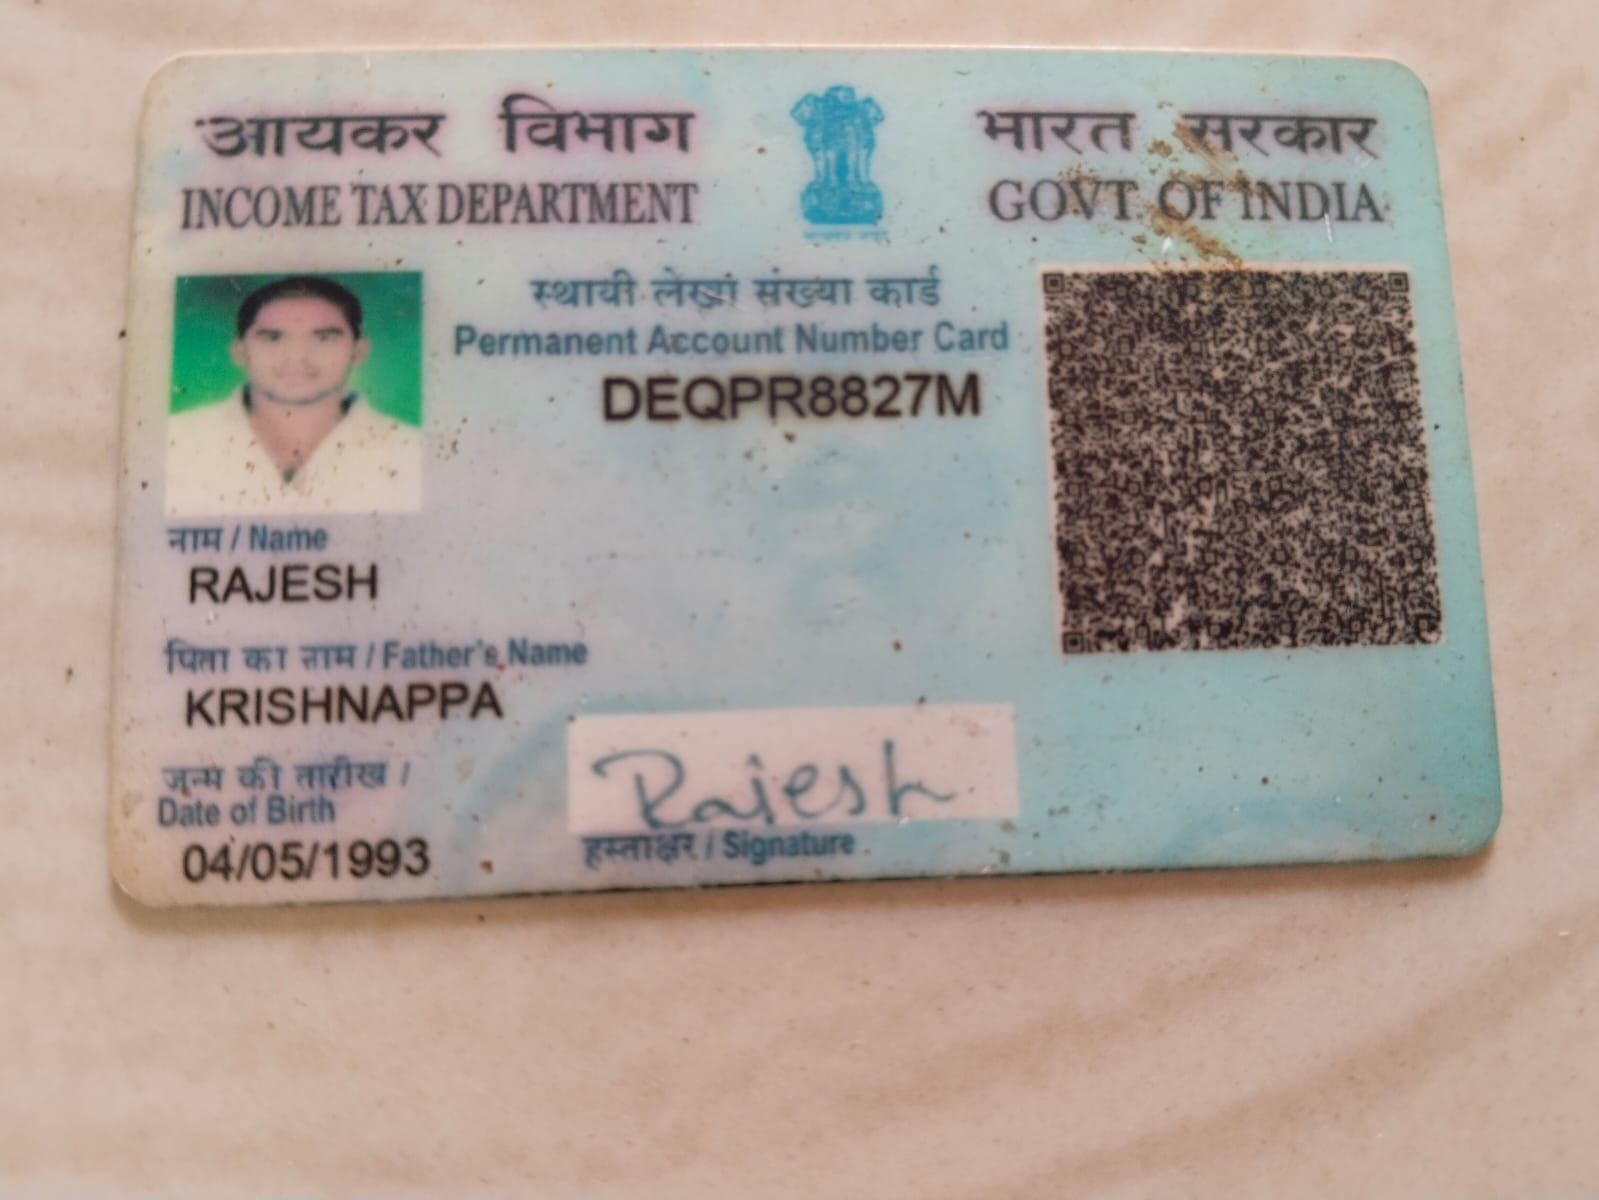 आयकर विभाग
INCOME TAX DEPARTMENT
भारत सरकार
GOVT. OF INDIA
स्थायी लेखा संख्या कार्ड
Permanent Account Number Card
DEQPR8827M
नाम / Name
RAJESH
पिता का नाम / Father's Name
KRISHNAPPA
जन्म की तारीख /
Date of Birth
04/05/1993
Rajesh
हस्ताक्षर / Signature